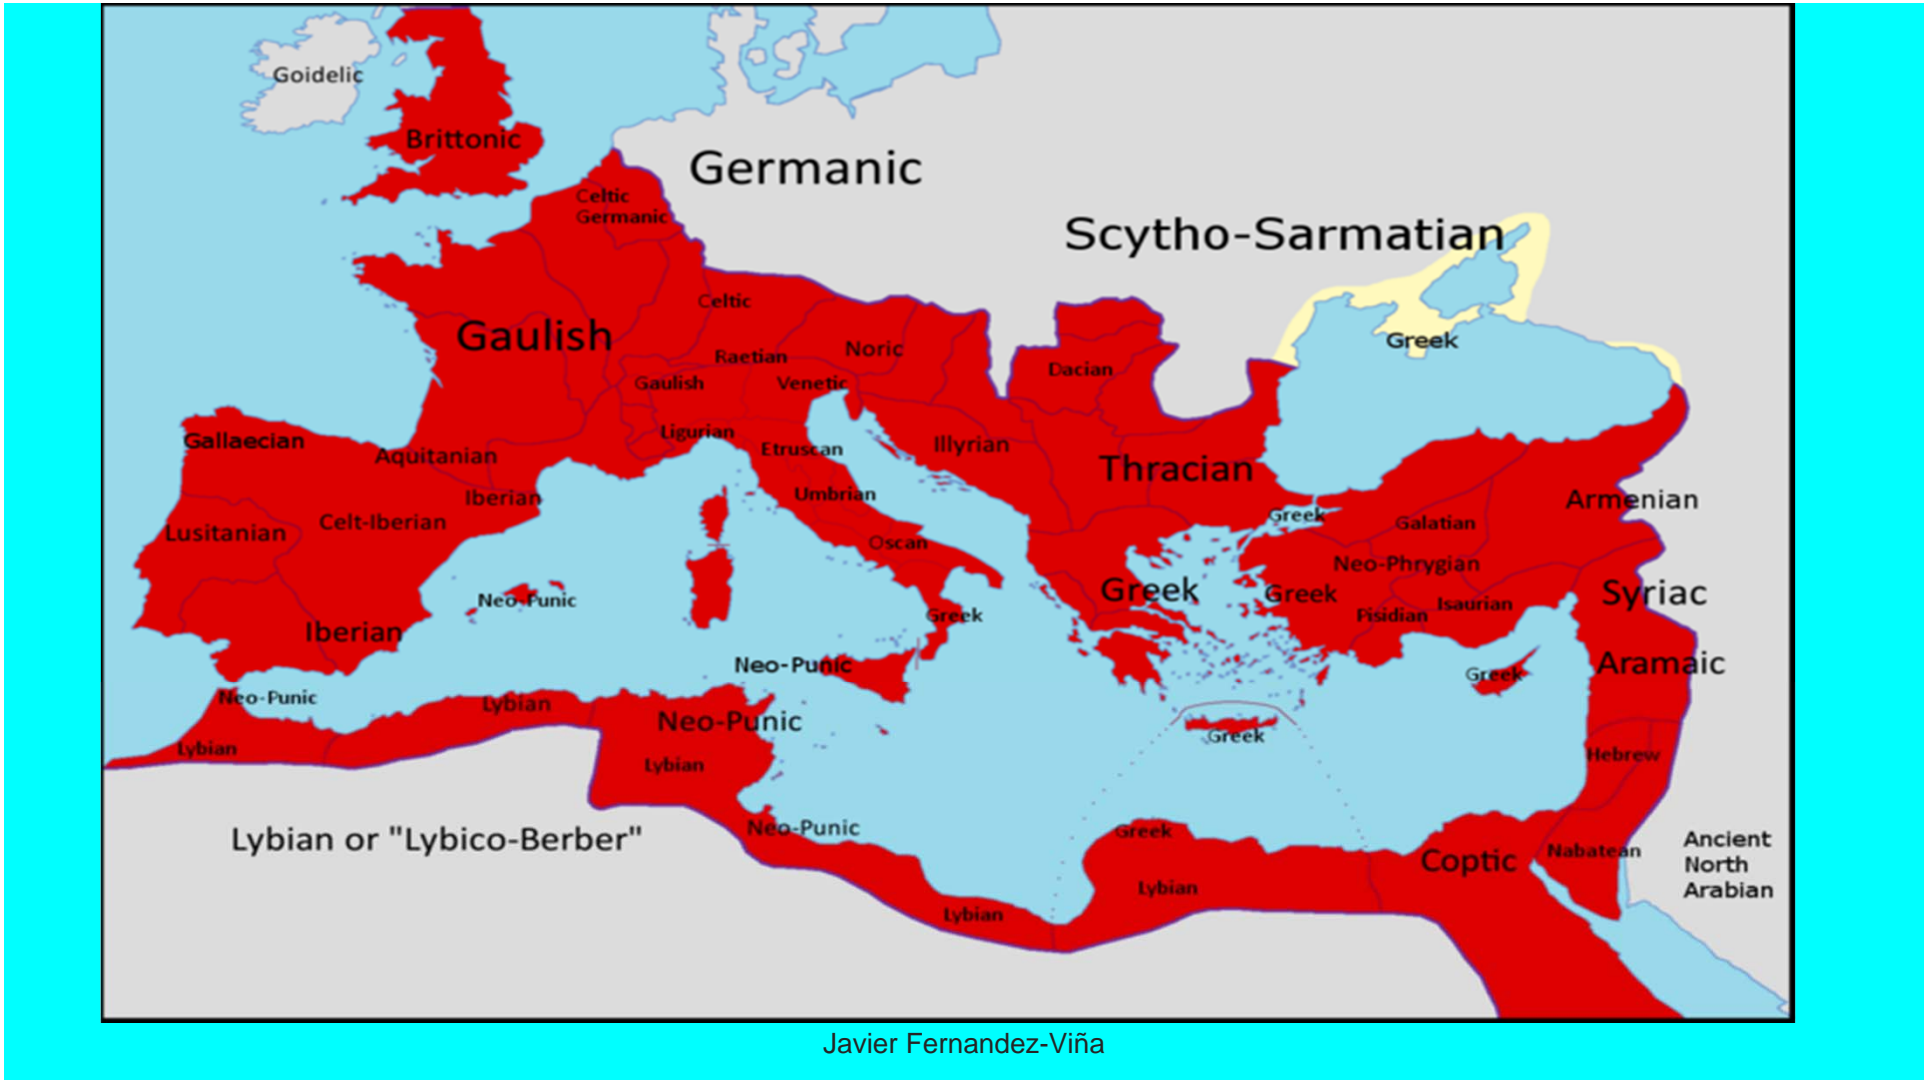 Goidelic
Brittonic
Germanic
Celtic
Germanic
Scytho-Sarmatian
Celtic
Gaulish
Greek
Raetian
Noric
Dacian
Gaulish
Venetic
Gallaecian
Ligurian
Etruscan
Illyrian
Aquitanian
Thracian
Iberian
Umbrian
Armenian
Lusitanian
Celt-Iberian
Greek
Galatian
Oscan
Neo-Phrygian
Neo-Punic
Greek
Greek
Syriac
Isaurian
Greek
Pisidian
Iberian
Neo-Punic
Greek
Aramaic
Neo-Punic
Lybian
Neo-Punic
Greek
Lybian
Lybian
Hebrew
Lybian or "Lybico-Berber"
Neo-Punic
Greek
Ancient
North
Arabian
Coptic
Nabatean
Lybian
Lybian
Javier Fernandez-Viña